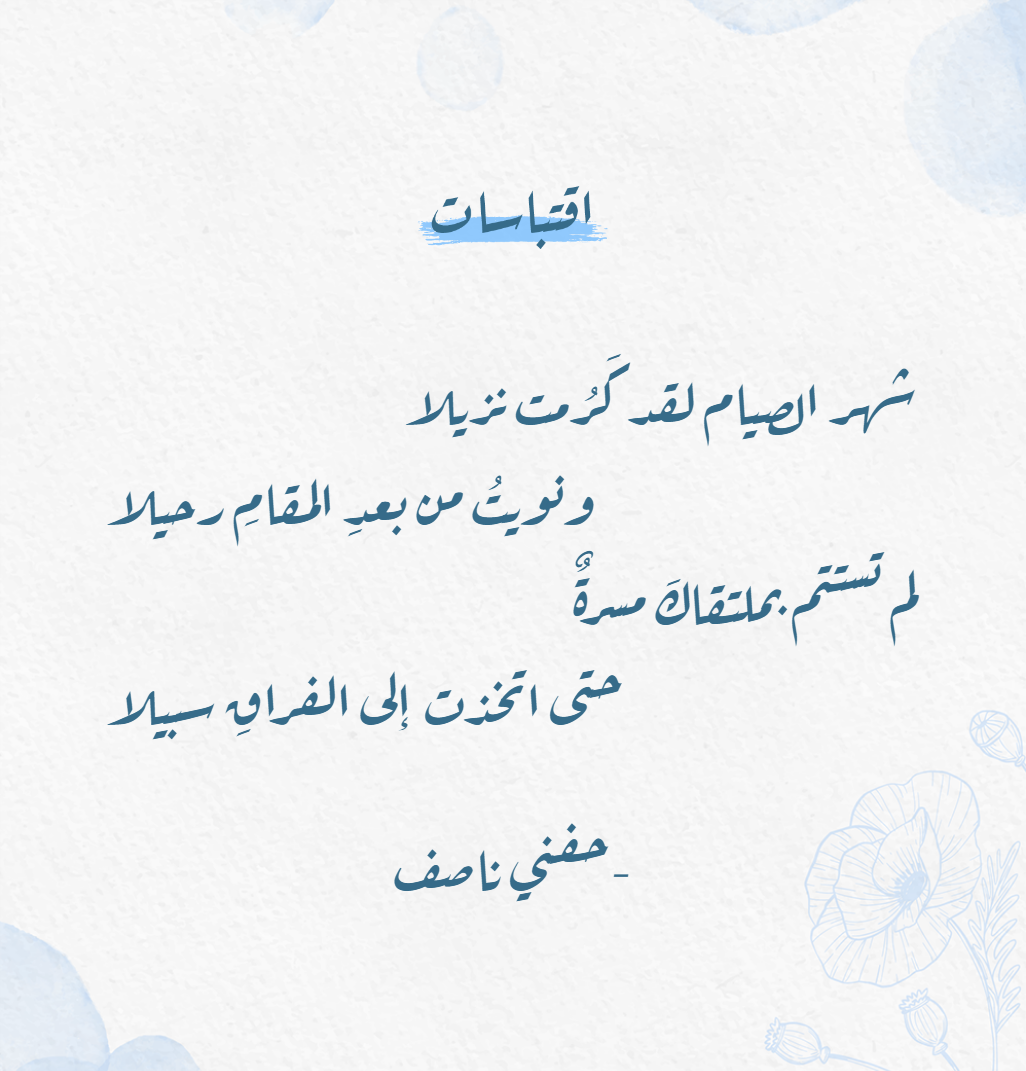 اقتباسات
شهر الصيام لقد كَرُمت نزيلا
ونويتُ من بعدِ المقامِ رحيلا
لم تستتم بملتقاكَ مسرةٌ
حتى اتخذت إلى الفراقِ سبيلا
_حفني ناصف